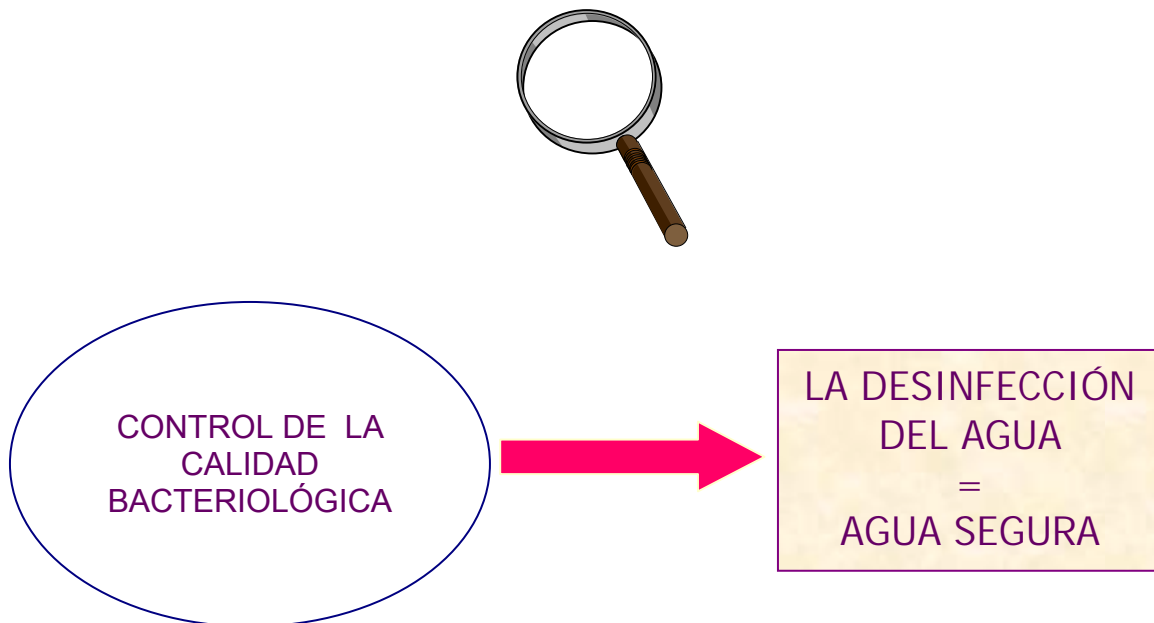 CONTROL DE LA
CALIDAD
BACTERIOLÓGICA
LA DESINFECCIÓN
DEL AGUA
=
AGUA SEGURA